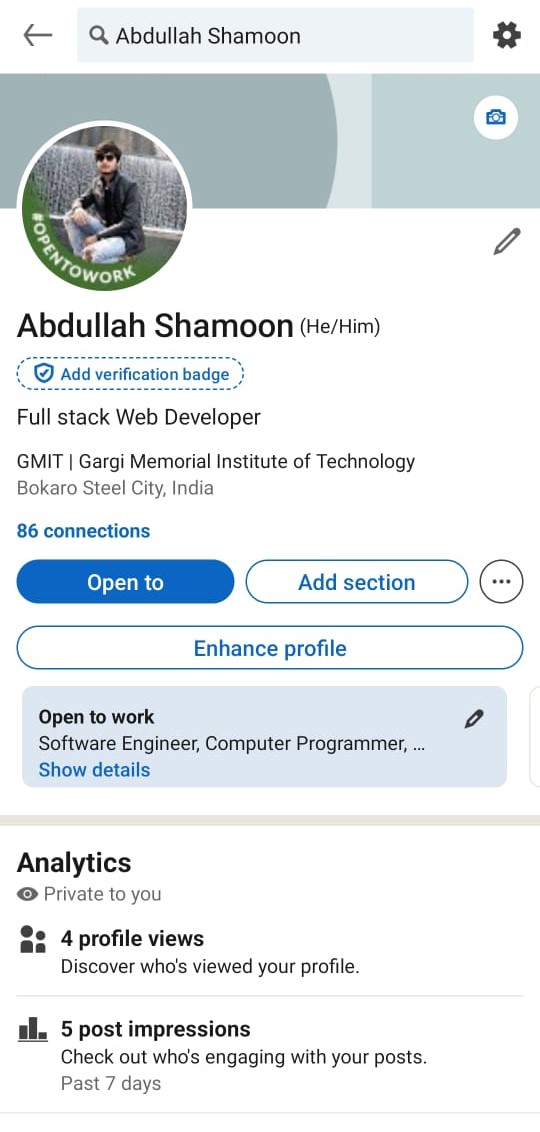 Abdullah Shamoon
#OPENTOWORK
Abdullah Shamoon (He/Him)
Add verification badge
Full stack Web Developer
GMIT | Gargi Memorial Institute of Technology
Bokaro Steel City, India
86 connections
Open to
Add section
Enhance profile
Open to work
Software Engineer, Computer Programmer, ...
Show details
Analytics
Private to you
4 profile views
Discover who's viewed your profile.
5 post impressions
Check out who's engaging with your posts.
Past 7 days